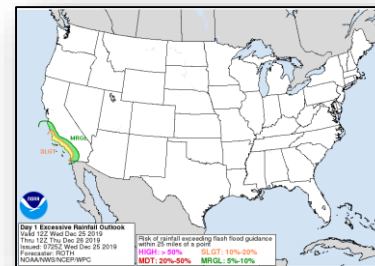 MRGL
SLGT
NOAA
Day 1 Excessive Rainfall Outlook
Valid 12Z Wed Dec 25 2019
Thru 12Z Thu Dec 26 2019
Issued: 0725Z Wed Dec 25 2019
Forecaster: ROTH
NOAA/NWS/NCEP/WPC
Risk of rainfall exceeding flash flood guidance
within 25 miles of a point
HIGH: > 50% SLGT: 10%-20%
MDT: 20%-50% MRGL: 5%-10%